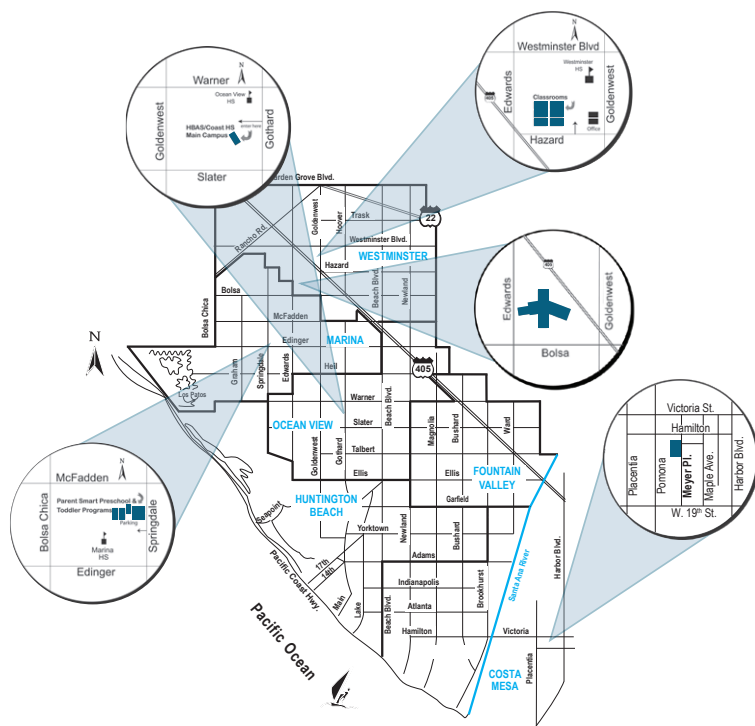 Warner
N
Ocean View
HS
Goldenwest
Gothard
enter here
HBAS/Coast HS
Main Campus
Slater
Westminster Blvd
N
Westminster
HS
Edwards
Goldenwest
405
Classrooms
Office
Hazard
Edwards
405
Goldenwest
Bolsa
Victoria St.
Hamilton
Placentia
Pomona
Meyer Pl.
Maple Ave.
Harbor Blvd.
W. 19th St.
McFadden
N
Bolsa Chica
Parent Smart Preschool &
Toddler Programs
Parking
Springdale
Marina
HS
Edinger
rden Grove Blvd.
Goldenwest
Hoover
Trask
22
Rancho Rd.
Westminster Blvd.
WESTMINSTER
Hazard
Beach Blvd.
Newland
Bolsa
Bolsa Chica
McFadden
MARINA
Edinger
N
Graham
Springdale
Edwards
Heil
405
Los Patos
Warner
Beach Blvd.
OCEAN VIEW
Slater
Magnolia
Bushard
Ward
Goldenwest
Gothard
Talbert
Ellis
Ellis
FOUNTAIN
VALLEY
HUNTINGTON
BEACH
Garfield
Seapoint
Yorktown
Newland
Bushard
Adams
17th
14th
Pacific Coast Hwy.
Main
Lake
Beach Blvd.
Indianapolis
Atlanta
Hamilton
Brookhurst
Santa Ana River
Harbor Blvd.
Victoria
Placentia
COSTA
MESA
Pacific Ocean